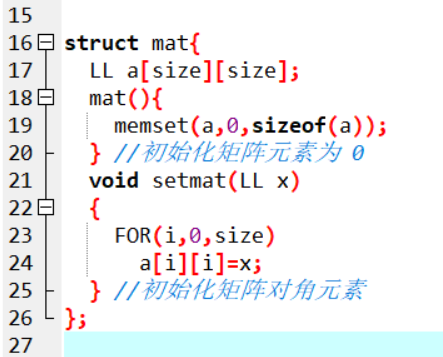 15
16 struct mat{
17 LL a[size][size];
18 mat(){
19 memset(a,0,sizeof(a));
20 } //初始化矩阵元素为 0
21 void setmat(LL x)
22 {
23 FOR(i,0,size)
24 a[i][i]=x;
25 } //初始化矩阵对角元素
26 };
27